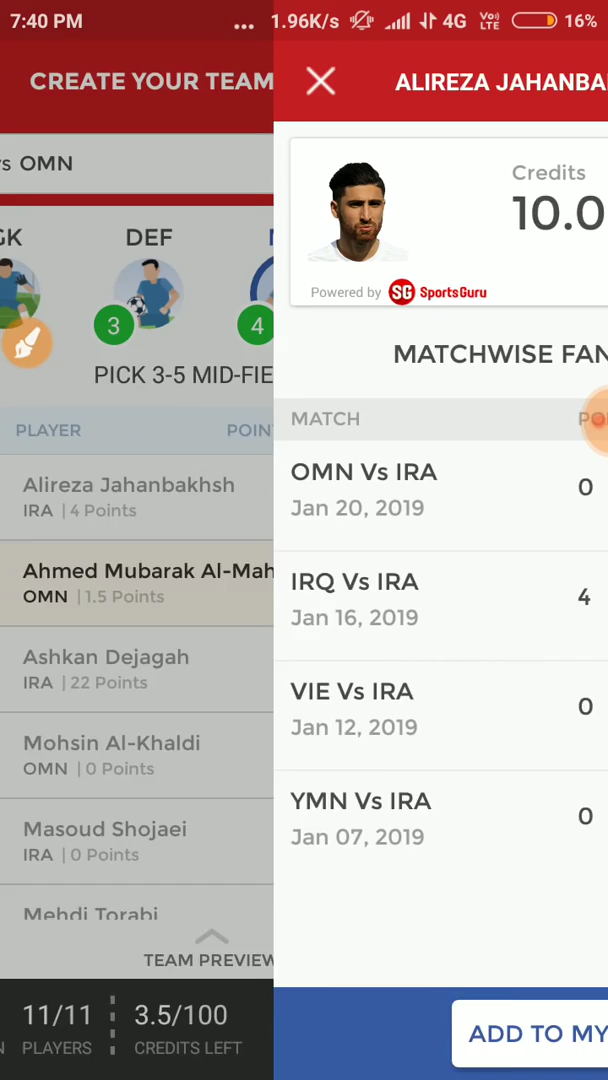 7:40 PM ... 1.96K/s 4G VoLTE 16%
CREATE YOUR TEAM
s OMN
GK DEF
3 4
PICK 3-5 MID-FIE
PLAYER POIN
Alireza Jahanbakhsh
IRA | 4 Points
Ahmed Mubarak Al-Mah
OMN | 1.5 Points
Ashkan Dejagah
IRA | 22 Points
Mohsin Al-Khaldi
OMN | 0 Points
Masoud Shojaei
IRA | 0 Points
Mehdi Torabi
TEAM PREVIEW
11/11 3.5/100
PLAYERS CREDITS LEFT
ALIREZA JAHANBA
Credits
10.0
Powered by SG SportsGuru
MATCHWISE FAN
MATCH PO
OMN Vs IRA 0
Jan 20, 2019
IRQ Vs IRA 4
Jan 16, 2019
VIE Vs IRA 0
Jan 12, 2019
YMN Vs IRA 0
Jan 07, 2019
ADD TO MY